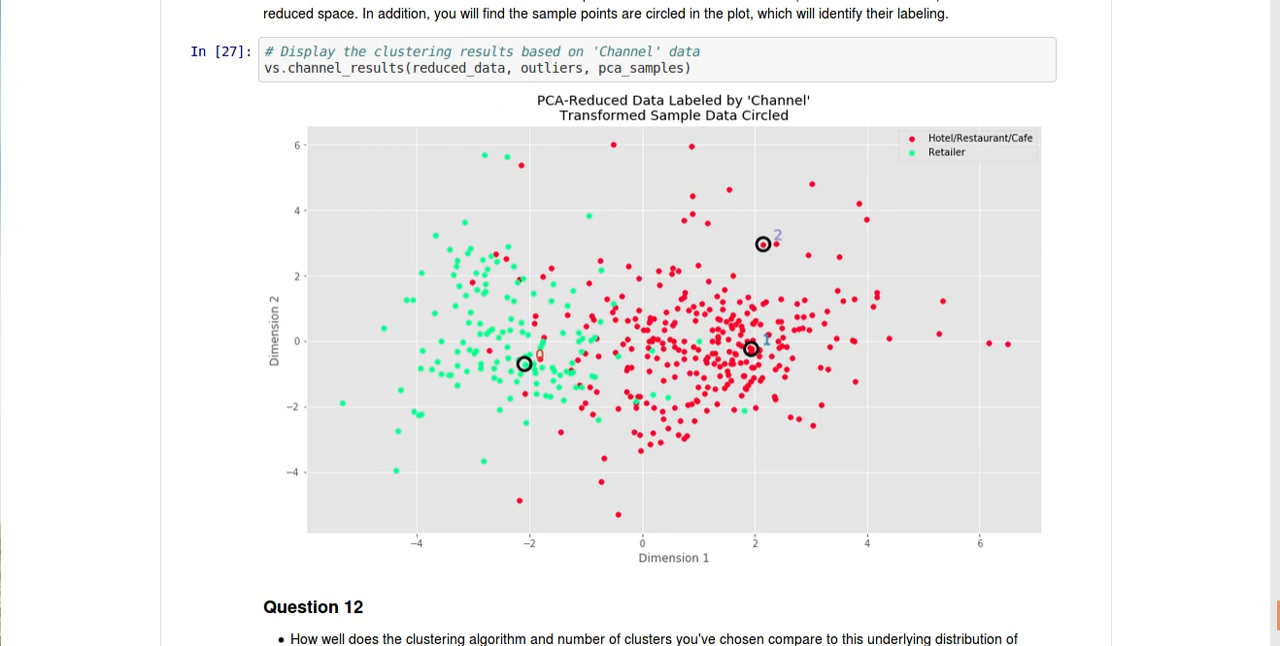 reduced space. In addition, you will find the sample points are circled in the plot, which will identify their labeling.
In [27]:
# Display the clustering results based on 'Channel' data
vs.channel_results(reduced_data, outliers, pca_samples)
PCA-Reduced Data Labeled by 'Channel'
Transformed Sample Data Circled
Hotel/Restaurant/Cafe
Retailer
Dimension 2
6
4
2
0
−2
−4
2
1
0
−4 −2 0 2 4 6
Dimension 1
Question 12
• How well does the clustering algorithm and number of clusters you've chosen compare to this underlying distribution of